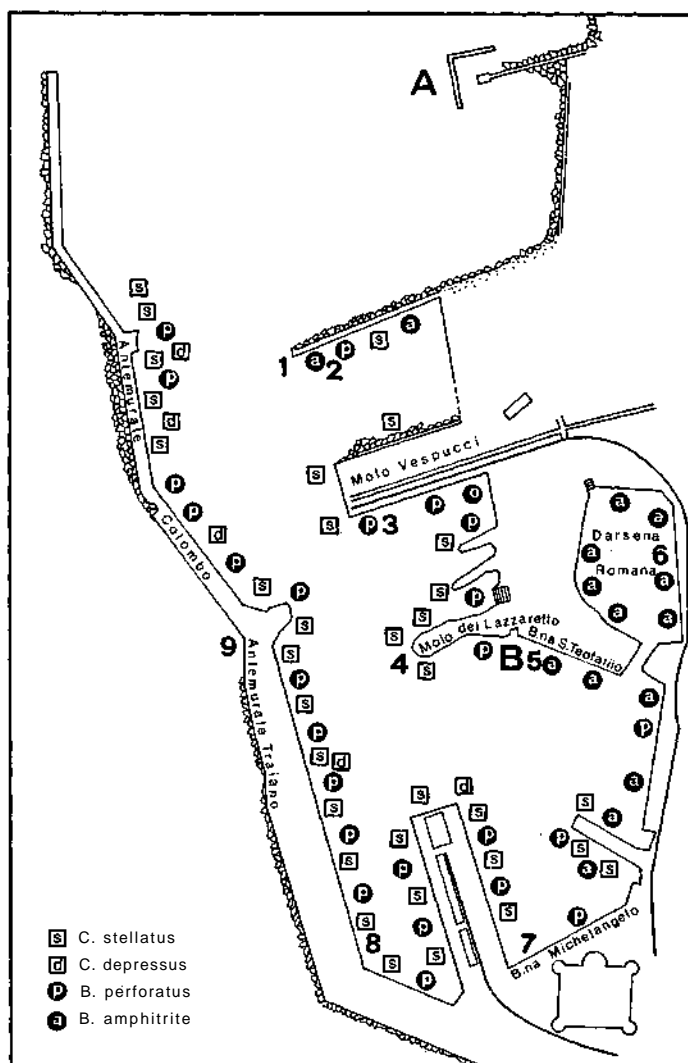 A
1
2
Molo Vespucci
3
Antemurale
Colombo
Darsena
6
Romana
9
4
Molo del Lazzaretto
B
5
B.na S.Teofanio
Antemurale Traiano
8
7
B.na Michelangelo
s C. stellatus
d C. depressus
p B. perforatus
a B. amphitrite